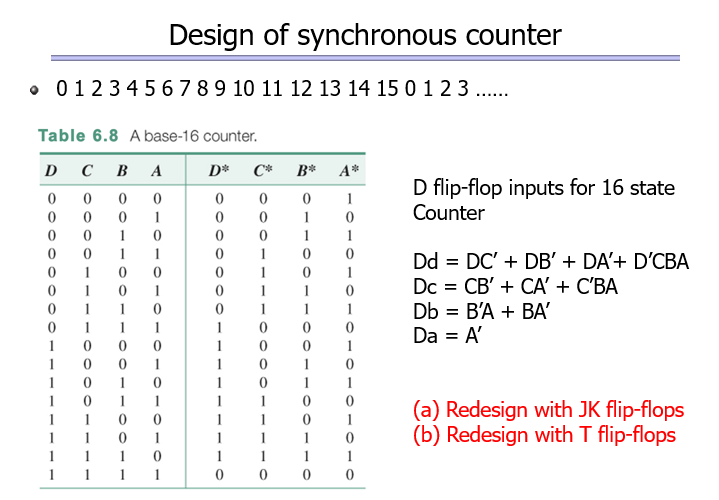 Design of synchronous counter
0 1 2 3 4 5 6 7 8 9 10 11 12 13 14 15 0 1 2 3 ......
Table 6.8 A base-16 counter.
D C B A D* C* B* A*
0 0 0 0 0 0 0 1
0 0 0 1 0 0 1 0
0 0 1 0 0 0 1 1
0 0 1 1 0 1 0 0
0 1 0 0 0 1 0 1
0 1 0 1 0 1 1 0
0 1 1 0 0 1 1 1
0 1 1 1 1 0 0 0
1 0 0 0 1 0 0 1
1 0 0 1 1 0 1 0
1 0 1 0 1 0 1 1
1 0 1 1 1 1 0 0
1 1 0 0 1 1 0 1
1 1 0 1 1 1 1 0
1 1 1 0 1 1 1 1
1 1 1 1 0 0 0 0
D flip-flop inputs for 16 state
Counter
Dd = DC′ + DB′ + DA′+ D′CBA
Dc = CB′ + CA′ + C′BA
Db = B′A + BA′
Da = A′
(a) Redesign with JK flip-flops
(b) Redesign with T flip-flops